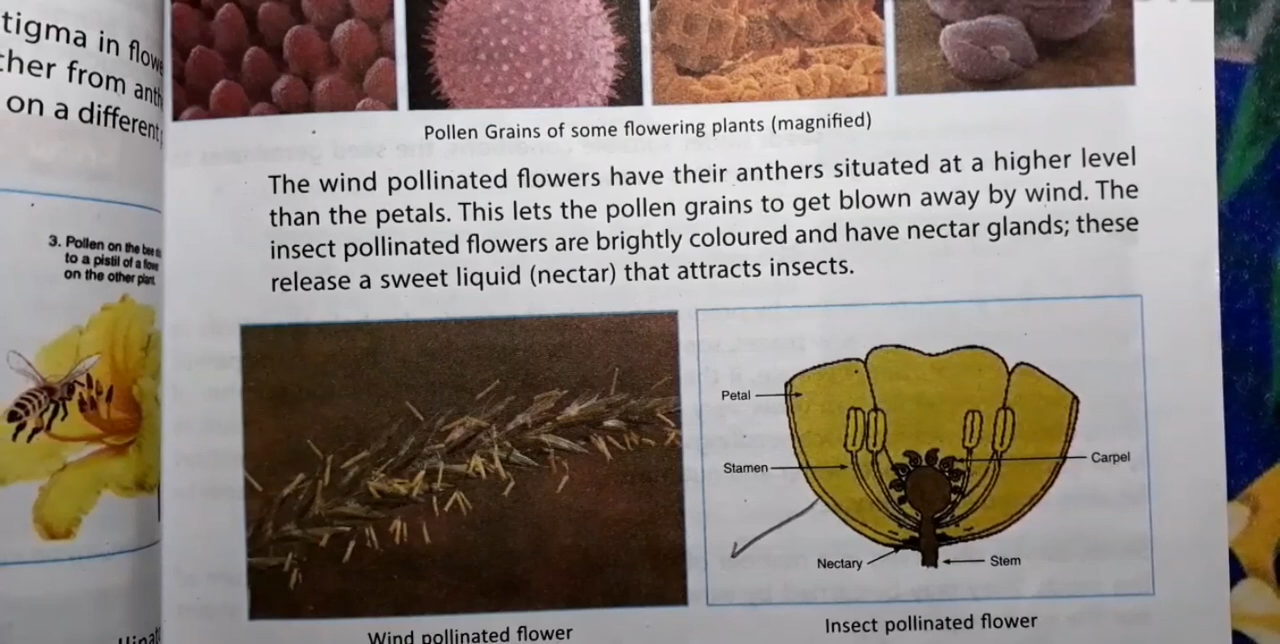 tigma in
from
on a different
3. Pollen on the bee
to a pistil of a
on the other plant.
Pollen Grains of some flowering plants (magnified)
The wind pollinated flowers have their anthers situated at a higher level
than the petals. This lets the pollen grains to get blown away by wind. The
insect pollinated flowers are brightly coloured and have nectar glands; these
release a sweet liquid (nectar) that attracts insects.
Petal
Stamen
Carpel
Nectary
Stem
Wind pollinated flower
Insect pollinated flower